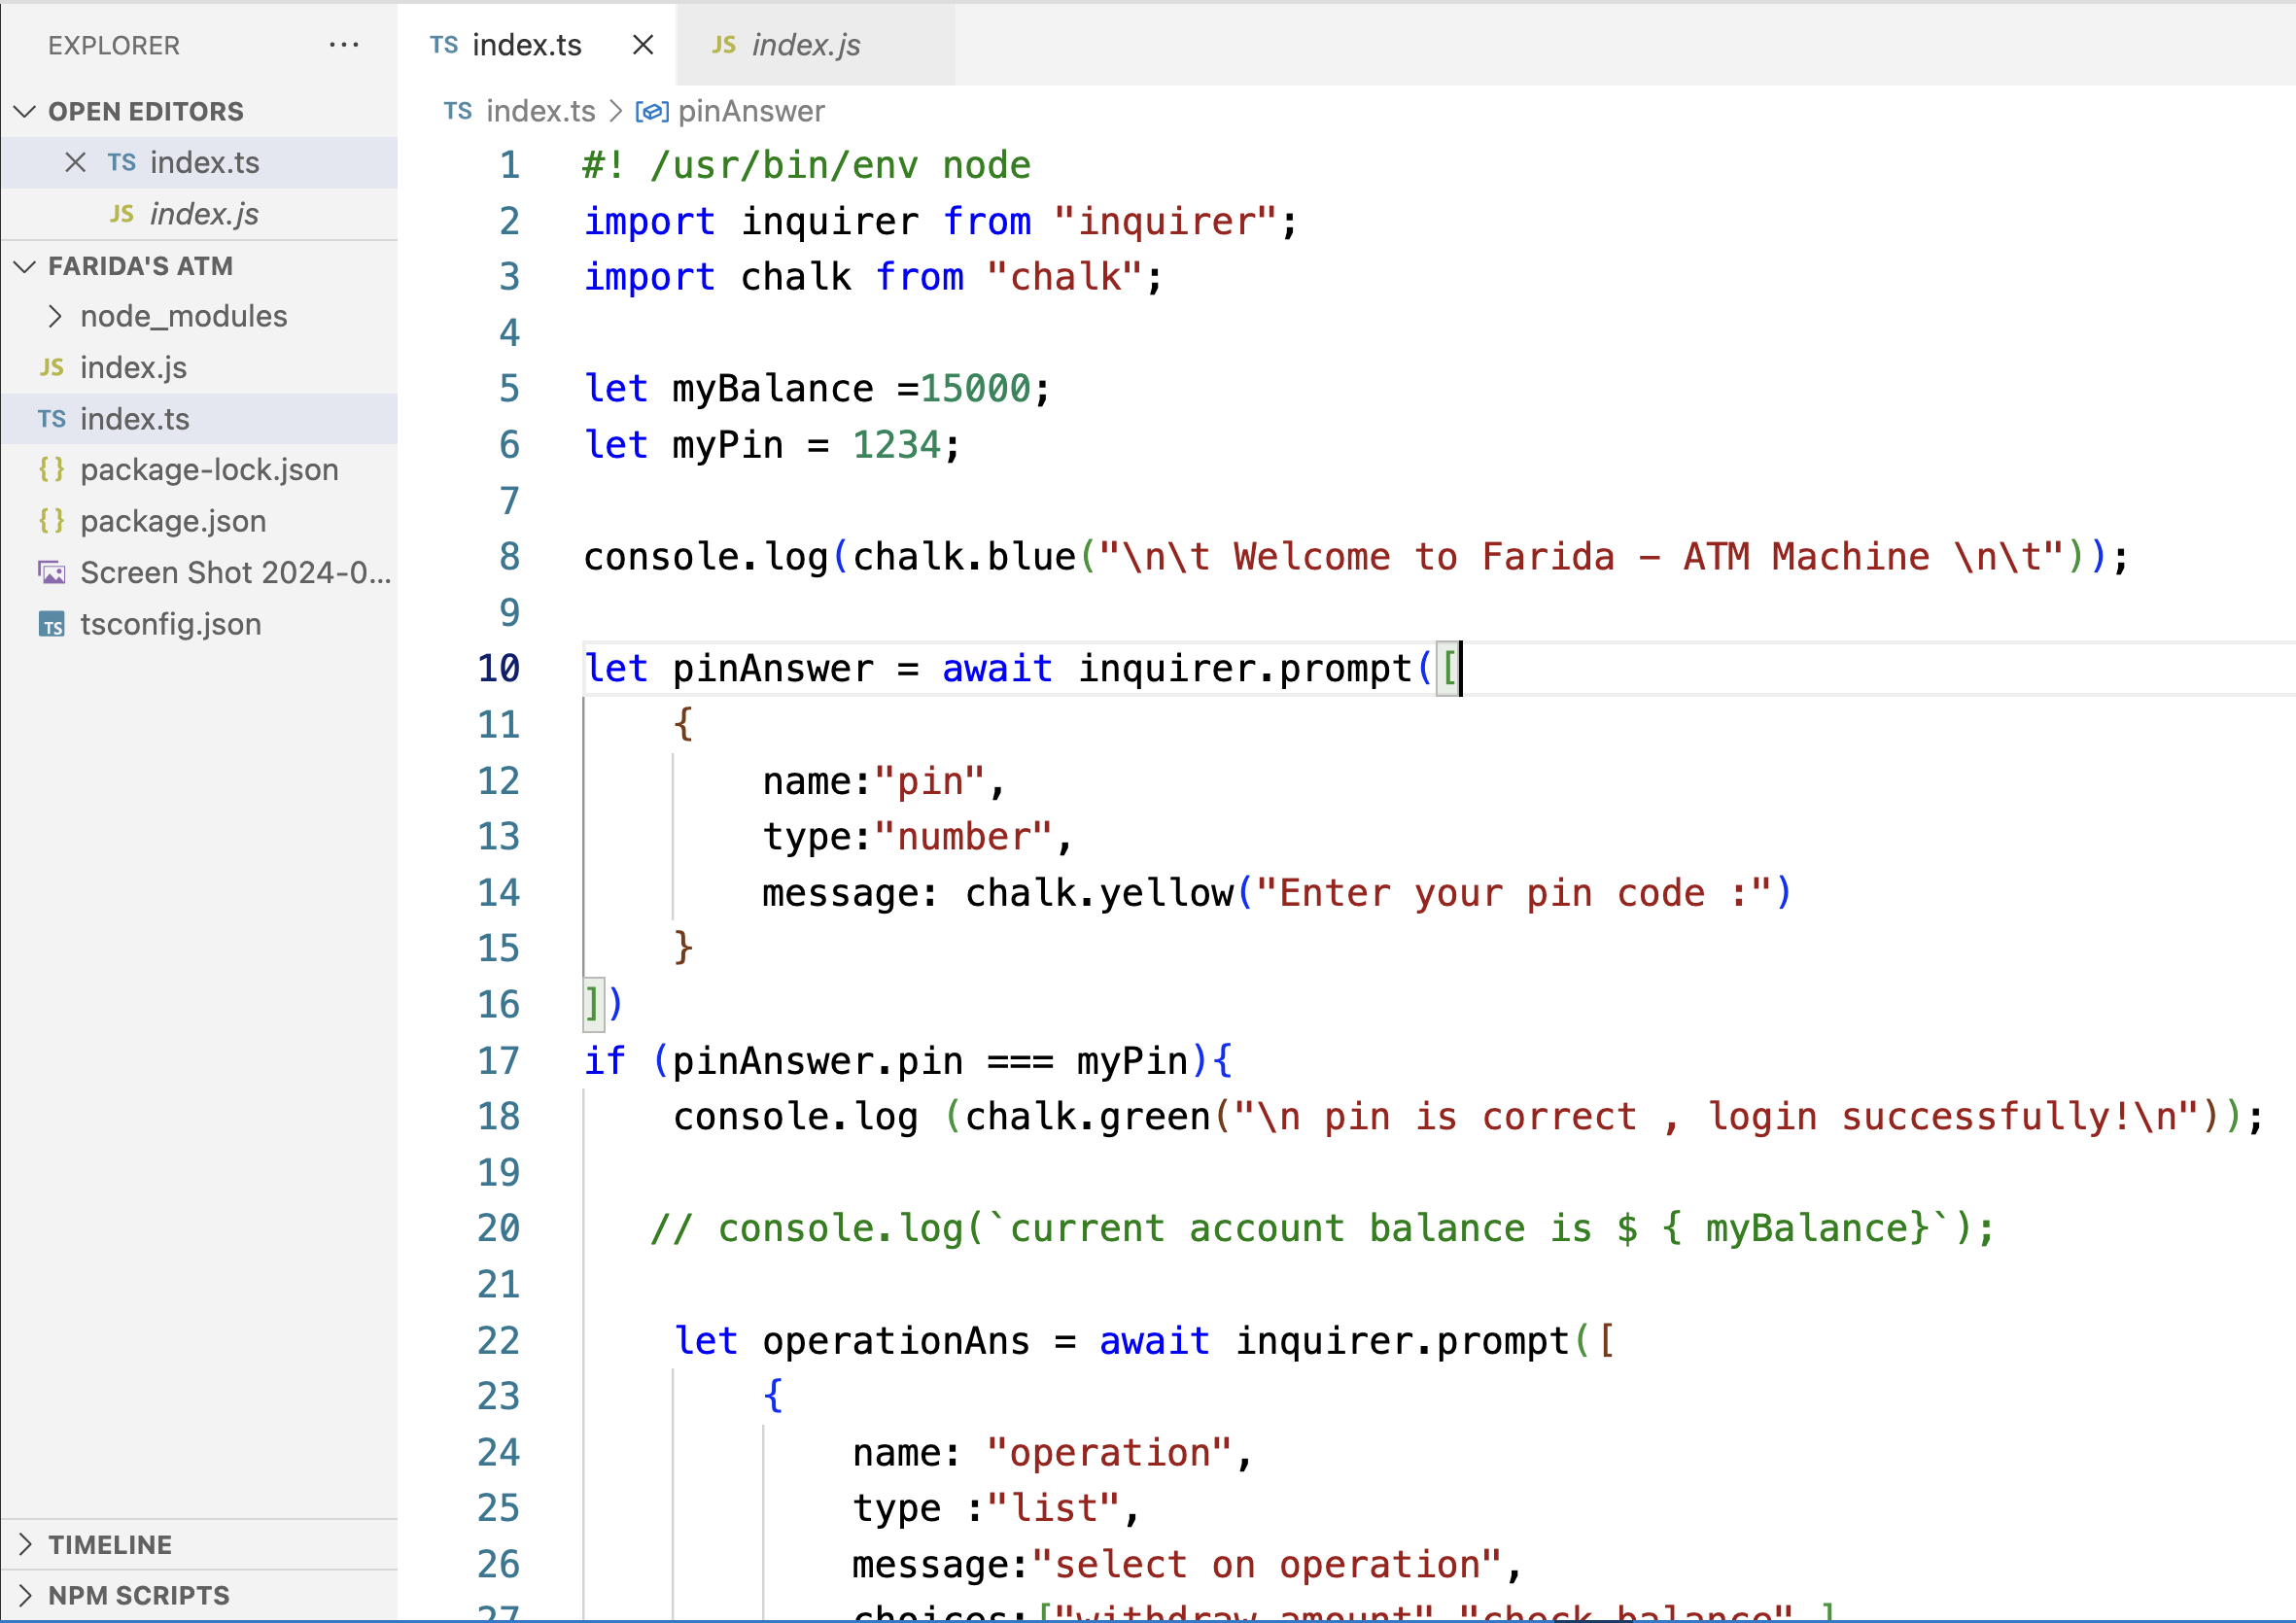 EXPLORER ...
OPEN EDITORS
TS index.ts
JS index.js
FARIDA'S ATM
node_modules
JS index.js
TS index.ts
{} package-lock.json
{} package.json
Screen Shot 2024-0...
TS tsconfig.json
TIMELINE
NPM SCRIPTS
TS index.ts
JS index.js
TS index.ts > pinAnswer
1 #! /usr/bin/env node
2 import inquirer from "inquirer";
3 import chalk from "chalk";
4
5 let myBalance =15000;
6 let myPin = 1234;
7
8 console.log(chalk.blue("\n\t Welcome to Farida - ATM Machine \n\t"));
9
10 let pinAnswer = await inquirer.prompt([
11 {
12 name:"pin",
13 type:"number",
14 message: chalk.yellow("Enter your pin code :")
15 }
16 ])
17 if (pinAnswer.pin === myPin){
18 console.log (chalk.green("\n pin is correct , login successfully!\n"));
19
20 // console.log(`current account balance is $ { myBalance}`);
21
22 let operationAns = await inquirer.prompt([
23 {
24 name: "operation",
25 type :"list",
26 message:"select on operation",
27 choices:["withdraw amount","check balance",]